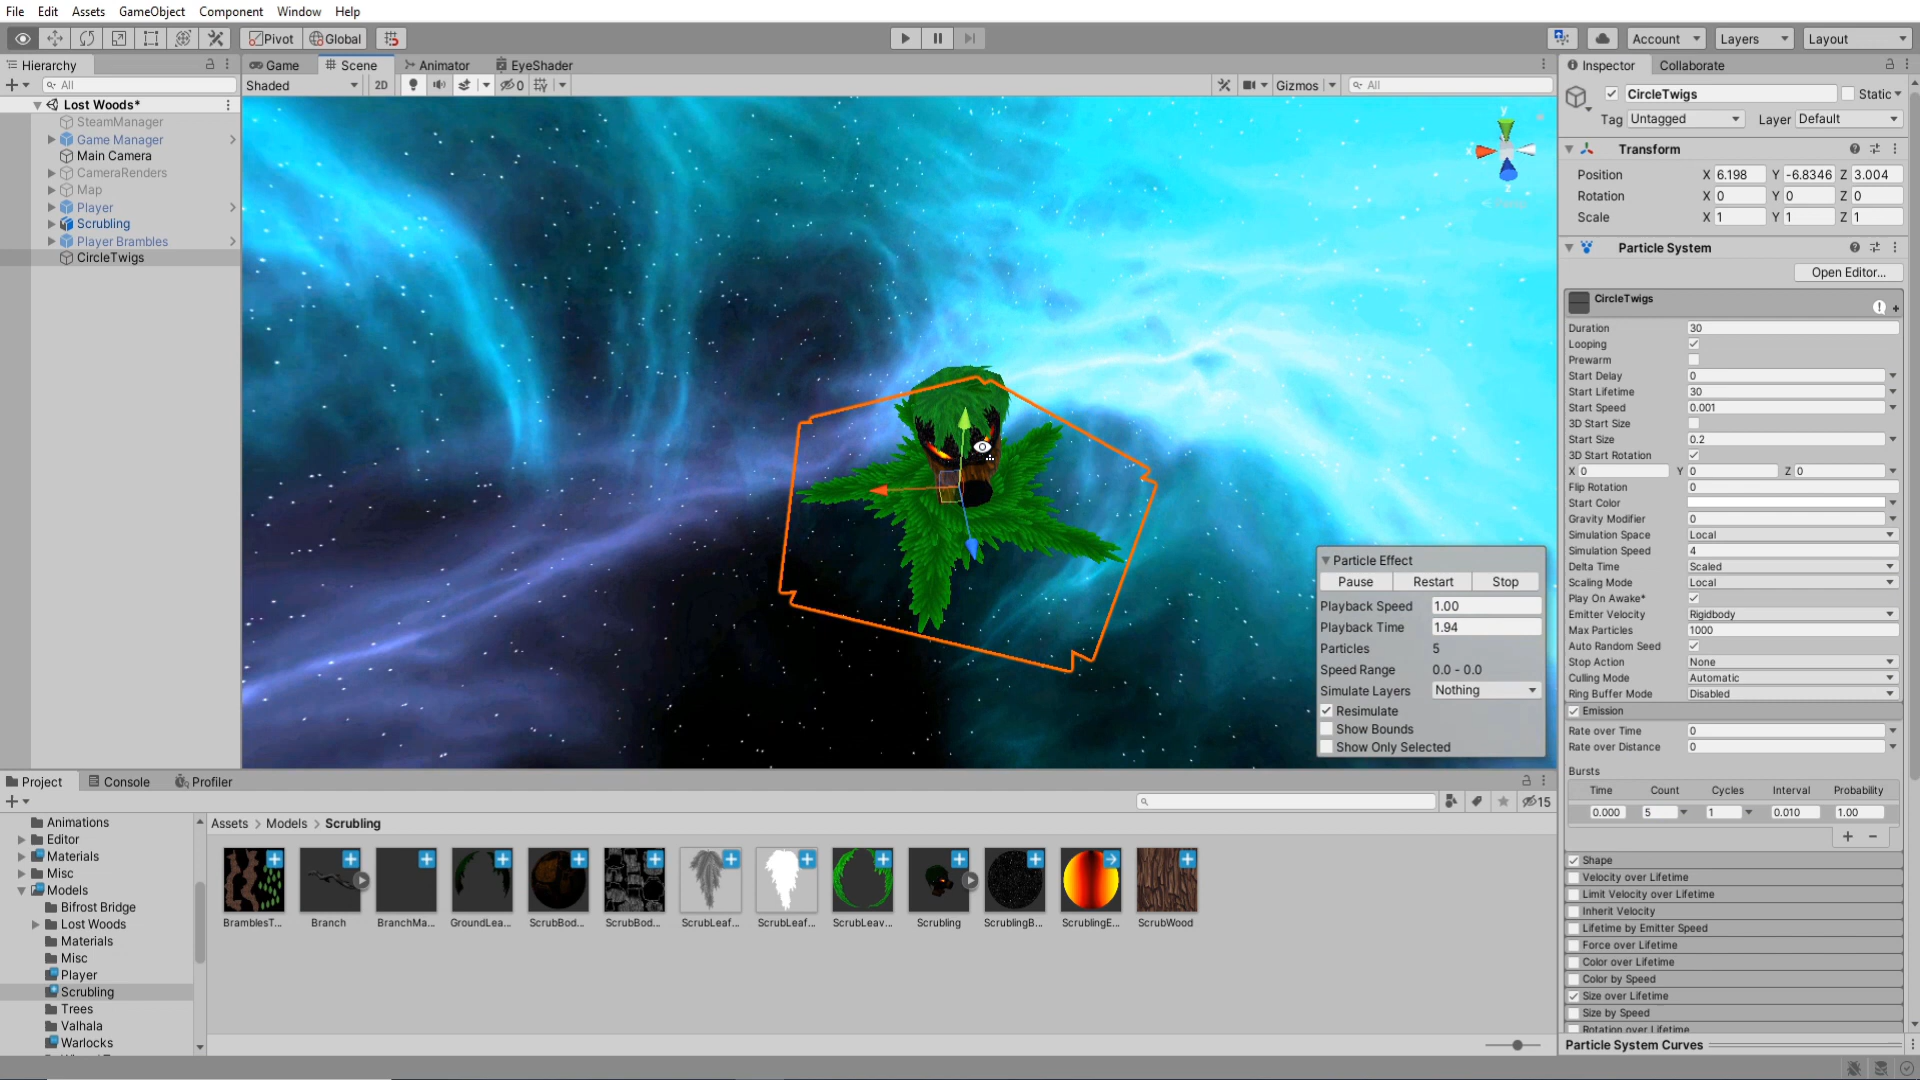 File Edit Assets GameObject Component Window Help
Pivot Global Account Layers Layout
Hierarchy
All
Lost Woods*
SteamManager
Game Manager
Main Camera
CameraRenders
Map
Player
Scrubling
Player Brambles
CircleTwigs
Game Scene Animator EyeShader
Shaded 2D 0 Gizmos All
y
x
z
Particle Effect
Pause Restart Stop
Playback Speed 1.00
Playback Time 1.94
Particles 5
Speed Range 0.0 - 0.0
Simulate Layers Nothing
Resimulate
Show Bounds
Show Only Selected
Inspector Collaborate
CircleTwigs Static
Tag Untagged Layer Default
Transform
Position X 6.198 Y -6.8346 Z 3.004
Rotation X 0 Y 0 Z 0
Scale X 1 Y 1 Z 1
Particle System
Open Editor...
CircleTwigs
Duration 30
Looping
Prewarm
Start Delay 0
Start Lifetime 30
Start Speed 0.001
3D Start Size
Start Size 0.2
3D Start Rotation
X 0 Y 0 Z 0
Flip Rotation 0
Start Color
Gravity Modifier 0
Simulation Space Local
Simulation Speed 4
Delta Time Scaled
Scaling Mode Local
Play On Awake*
Emitter Velocity Rigidbody
Max Particles 1000
Auto Random Seed
Stop Action None
Culling Mode Automatic
Ring Buffer Mode Disabled
Emission
Rate over Time 0
Rate over Distance 0
Bursts
Time Count Cycles Interval Probability
0.000 5 1 0.010 1.00
Shape
Velocity over Lifetime
Limit Velocity over Lifetime
Inherit Velocity
Lifetime by Emitter Speed
Force over Lifetime
Color over Lifetime
Color by Speed
Size over Lifetime
Size by Speed
Rotation over Lifetime
Particle System Curves
Project Console Profiler
15
Animations
Editor
Materials
Misc
Models
Bifrost Bridge
Lost Woods
Materials
Misc
Player
Scrubling
Trees
Valhala
Warlocks
Assets > Models > Scrubling
BramblesT... Branch BranchMa... GroundLea... ScrubBod... ScrubBod... ScrubLeaf... ScrubLeaf... ScrubLeav... Scrubling ScrublingB... ScrublingE... ScrubWood